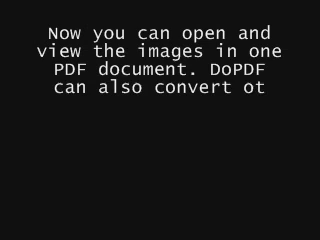 Now you can open and
view the images in one
PDF document. DoPDF
can also convert ot